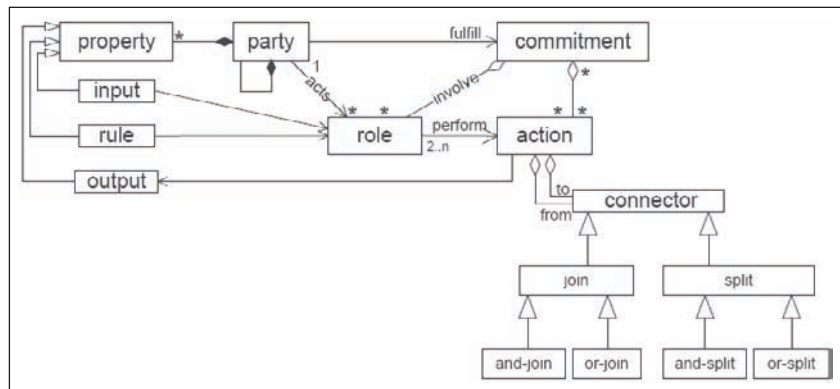 property * party fulfill commitment
1 *
acts involve
input
* * * *
rule role perform action
2..n
output
to connector
from
join split
and-join or-join and-split or-split